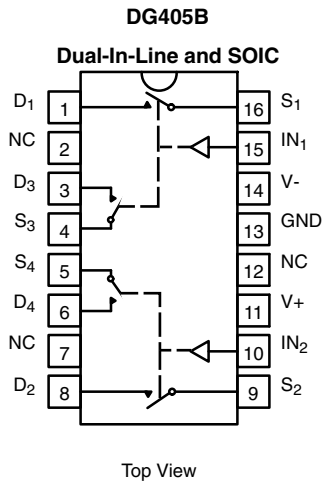 DG405B
Dual-In-Line and SOIC
D1 1 16 S1
NC 2 15 IN1
D3 3 14 V-
S3 4 13 GND
S4 5 12 NC
D4 6 11 V+
NC 7 10 IN2
D2 8 9 S2
Top View